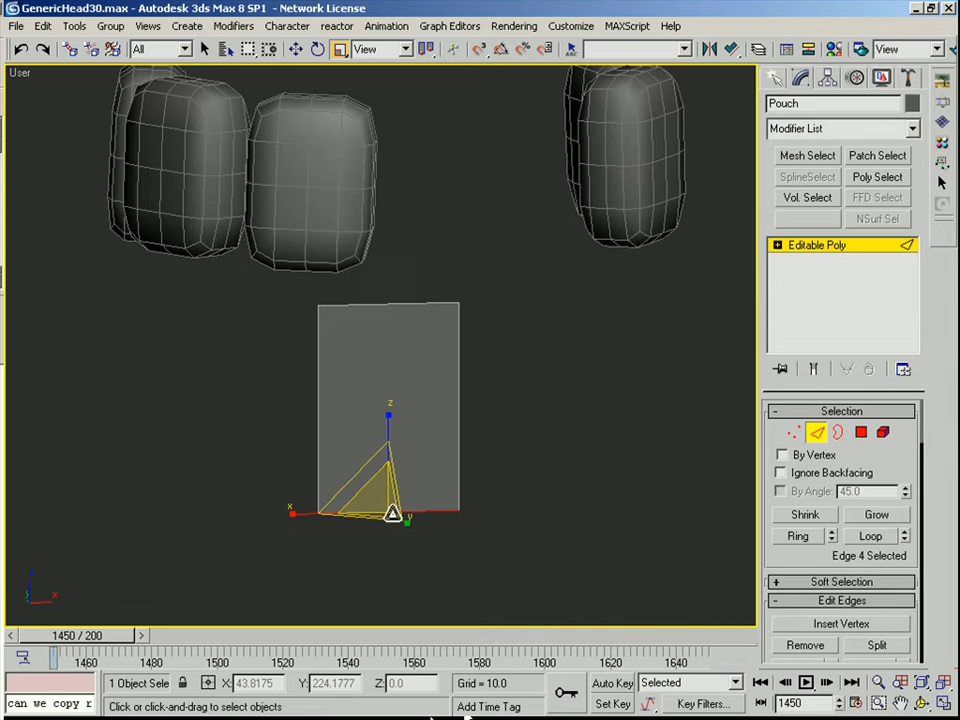 GenericHead30.max - Autodesk 3ds Max 8 SP1 - Network License
File Edit Tools Group Views Create Modifiers Character reactor Animation Graph Editors Rendering Customize MAXScript Help
All View View
User
Pouch
Modifier List
Mesh Select Patch Select
SplineSelect Poly Select
Vol. Select FFD Select
NSurf Sel
Editable Poly
z
x y
z
y x
- Selection
By Vertex
Ignore Backfacing
By Angle: 45.0
Shrink Grow
Ring Loop
Edge 4 Selected
+ Soft Selection
- Edit Edges
Insert Vertex
Remove Split
< 1450 / 200 >
1460 1480 1500 1520 1540 1560 1580 1600 1620 1640
1 Object Sele X: 43.8175 Y: 224.1777 Z: 0.0 Grid = 10.0 Auto Key Selected
can we copy r Click or click-and-drag to select objects Add Time Tag Set Key Key Filters... 1450